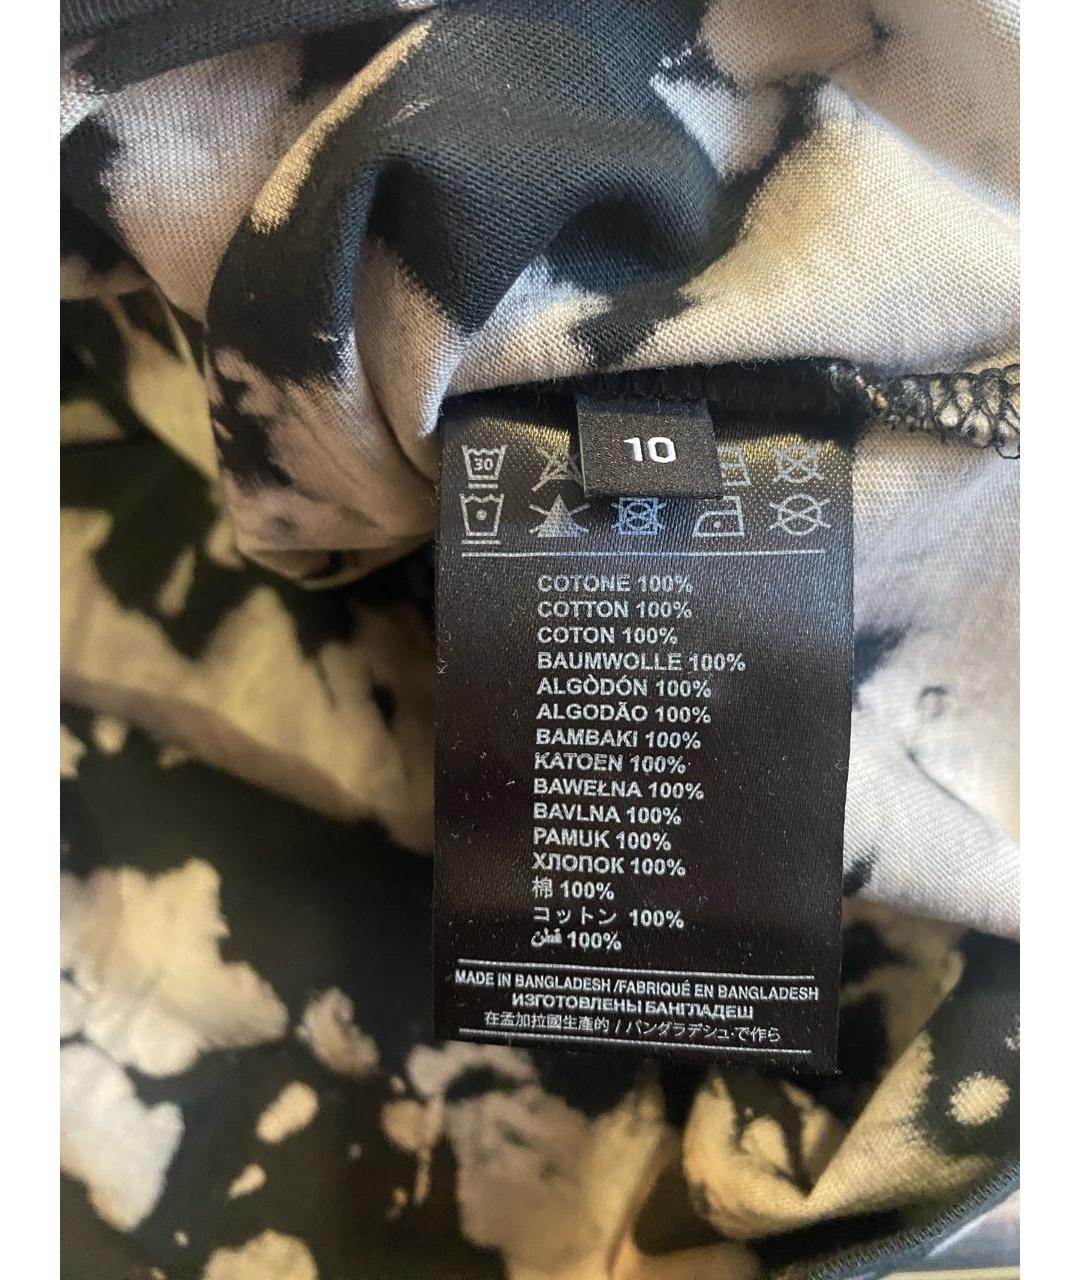 10
30
COTONE 100%
COTTON 100%
COTON 100%
BAUMWOLLE 100%
ALGÒDÓN 100%
ALGODÃO 100%
BAMBAKI 100%
KATOEN 100%
BAWEŁNA 100%
BAVLNA 100%
PAMUK 100%
ХЛОПОК 100%
棉 100%
コットン 100%
قطن 100%
MADE IN BANGLADESH /FABRIQUÉ EN BANGLADESH
ИЗГОТОВЛЕНЫ БАНГЛАДЕШ
在孟加拉國生產的 / バングラデシュ·で作ら